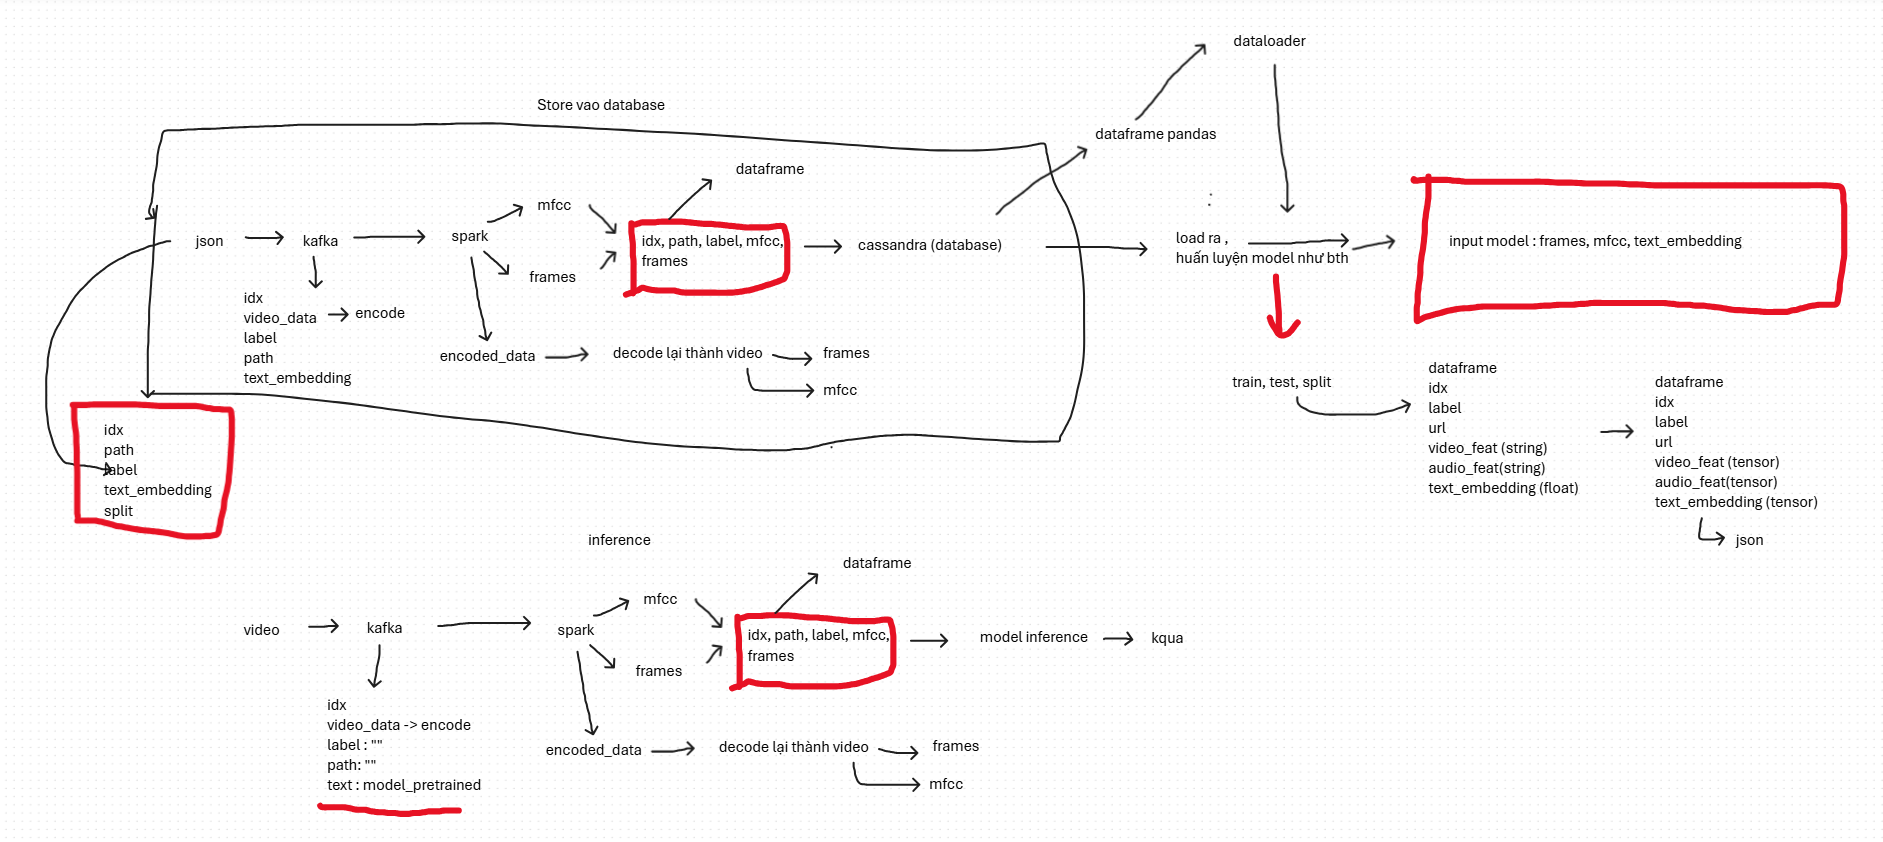 dataloader
Store vao database
dataframe pandas
dataframe
mfcc
json
kafka
spark
idx, path, label, mfcc,
frames
cassandra (database)
load ra ,
huấn luyện model như bth
input model : frames, mfcc, text_embedding
frames
idx
video_data
encode
label
path
text_embedding
encoded_data
decode lại thành video
frames
mfcc
train, test, split
dataframe
idx
label
url
video_feat (string)
audio_feat(string)
text_embedding (float)
dataframe
idx
label
url
video_feat (tensor)
audio_feat(tensor)
text_embedding (tensor)
json
idx
path
label
text_embedding
split
inference
dataframe
mfcc
video
kafka
spark
idx, path, label, mfcc,
frames
model inference
kqua
frames
idx
video_data -> encode
label : ""
path: ""
text : model_pretrained
encoded_data
decode lại thành video
frames
mfcc